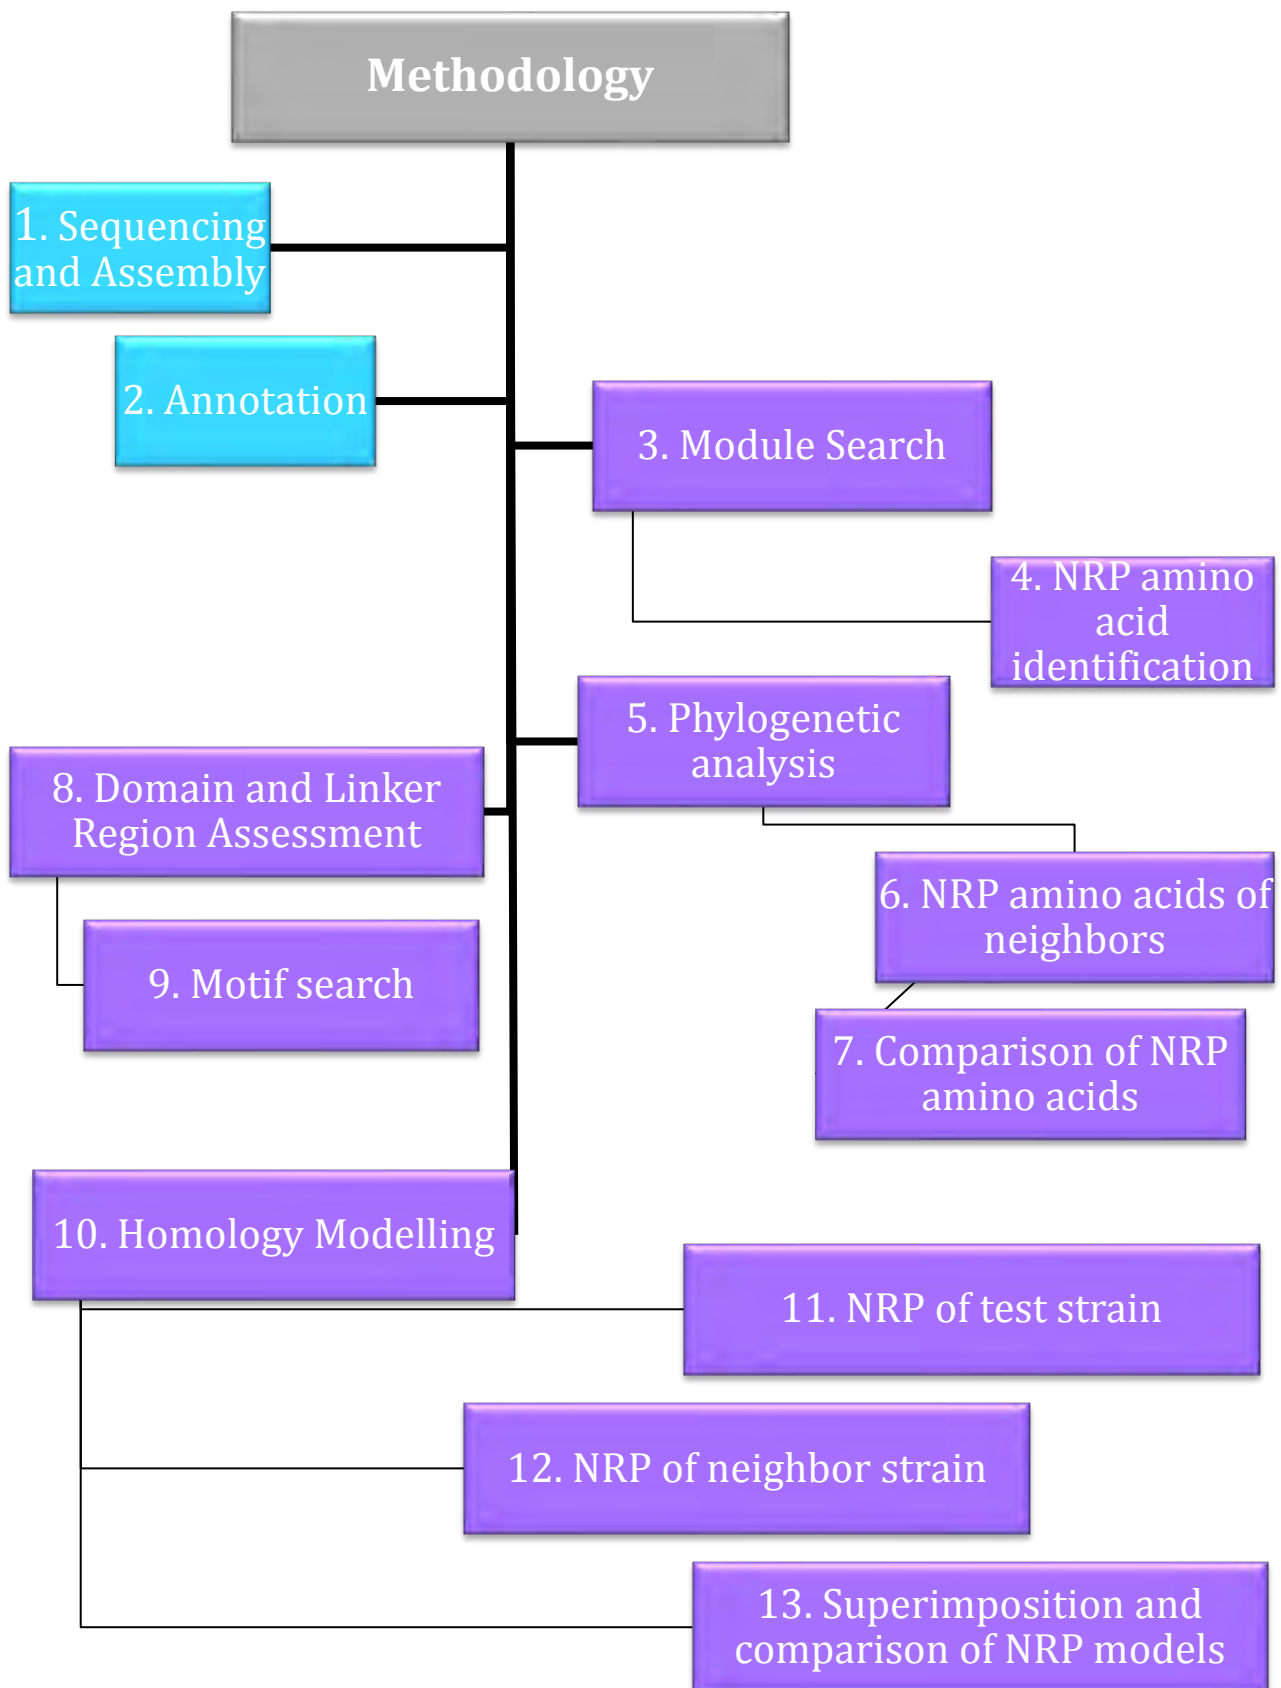 Methodology
1. Sequencing
and Assembly
2. Annotation
3. Module Search
4. NRP amino
acid
identification
5. Phylogenetic
analysis
6. NRP amino acids of
neighbors
7. Comparison of NRP
amino acids
8. Domain and Linker
Region Assessment
9. Motif search
10. Homology Modelling
11. NRP of test strain
12. NRP of neighbor strain
13. Superimposition and
comparison of NRP models